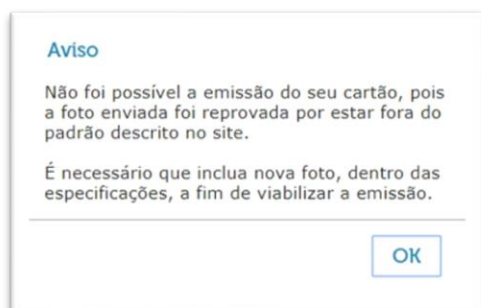 Aviso
Não foi possível a emissão do seu cartão, pois
a foto enviada foi reprovada por estar fora do
padrão descrito no site.
É necessário que inclua nova foto, dentro das
especificações, a fim de viabilizar a emissão.
OK